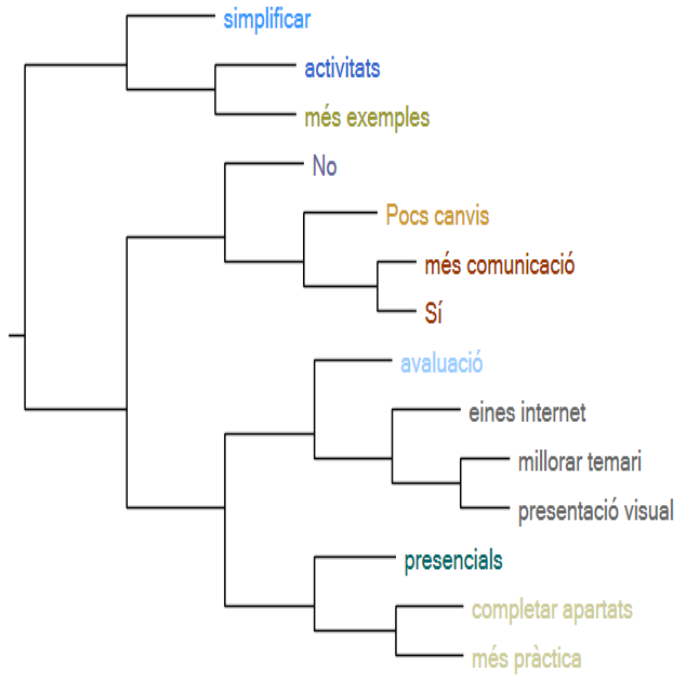 simplificar
activitats
més exemples
No
Pocs canvis
més comunicació
Sí
avaluació
eines internet
millorar temari
presentació visual
presencials
completar apartats
més pràctica